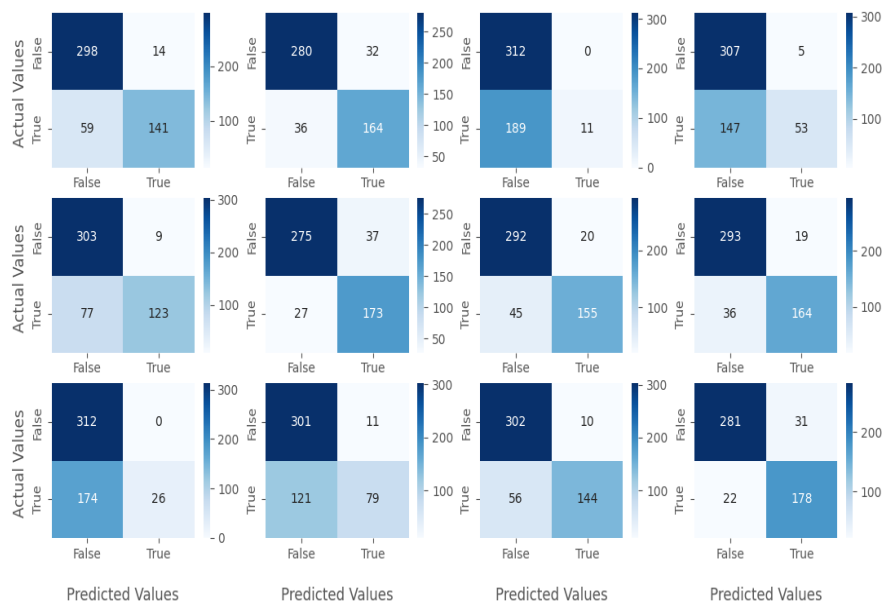 Actual Values
False 298 14 200
True 59 141 100
False True
False 280 32 250 200 150
True 36 164 100 50
False True
False 312 0 300 200
True 189 11 100 0
False True
False 307 5 300 200
True 147 53 100
False True
Actual Values
False 303 9 300 200
True 77 123 100
False True
False 275 37 250 200 150
True 27 173 100 50
False True
False 292 20 200
True 45 155 100
False True
False 293 19 200
True 36 164 100
False True
Actual Values
False 312 0 300 200
True 174 26 100 0
False True
False 301 11 300 200
True 121 79 100
False True
False 302 10 300 200
True 56 144 100
False True
False 281 31 200
True 22 178 100
False True
Predicted Values Predicted Values Predicted Values Predicted Values